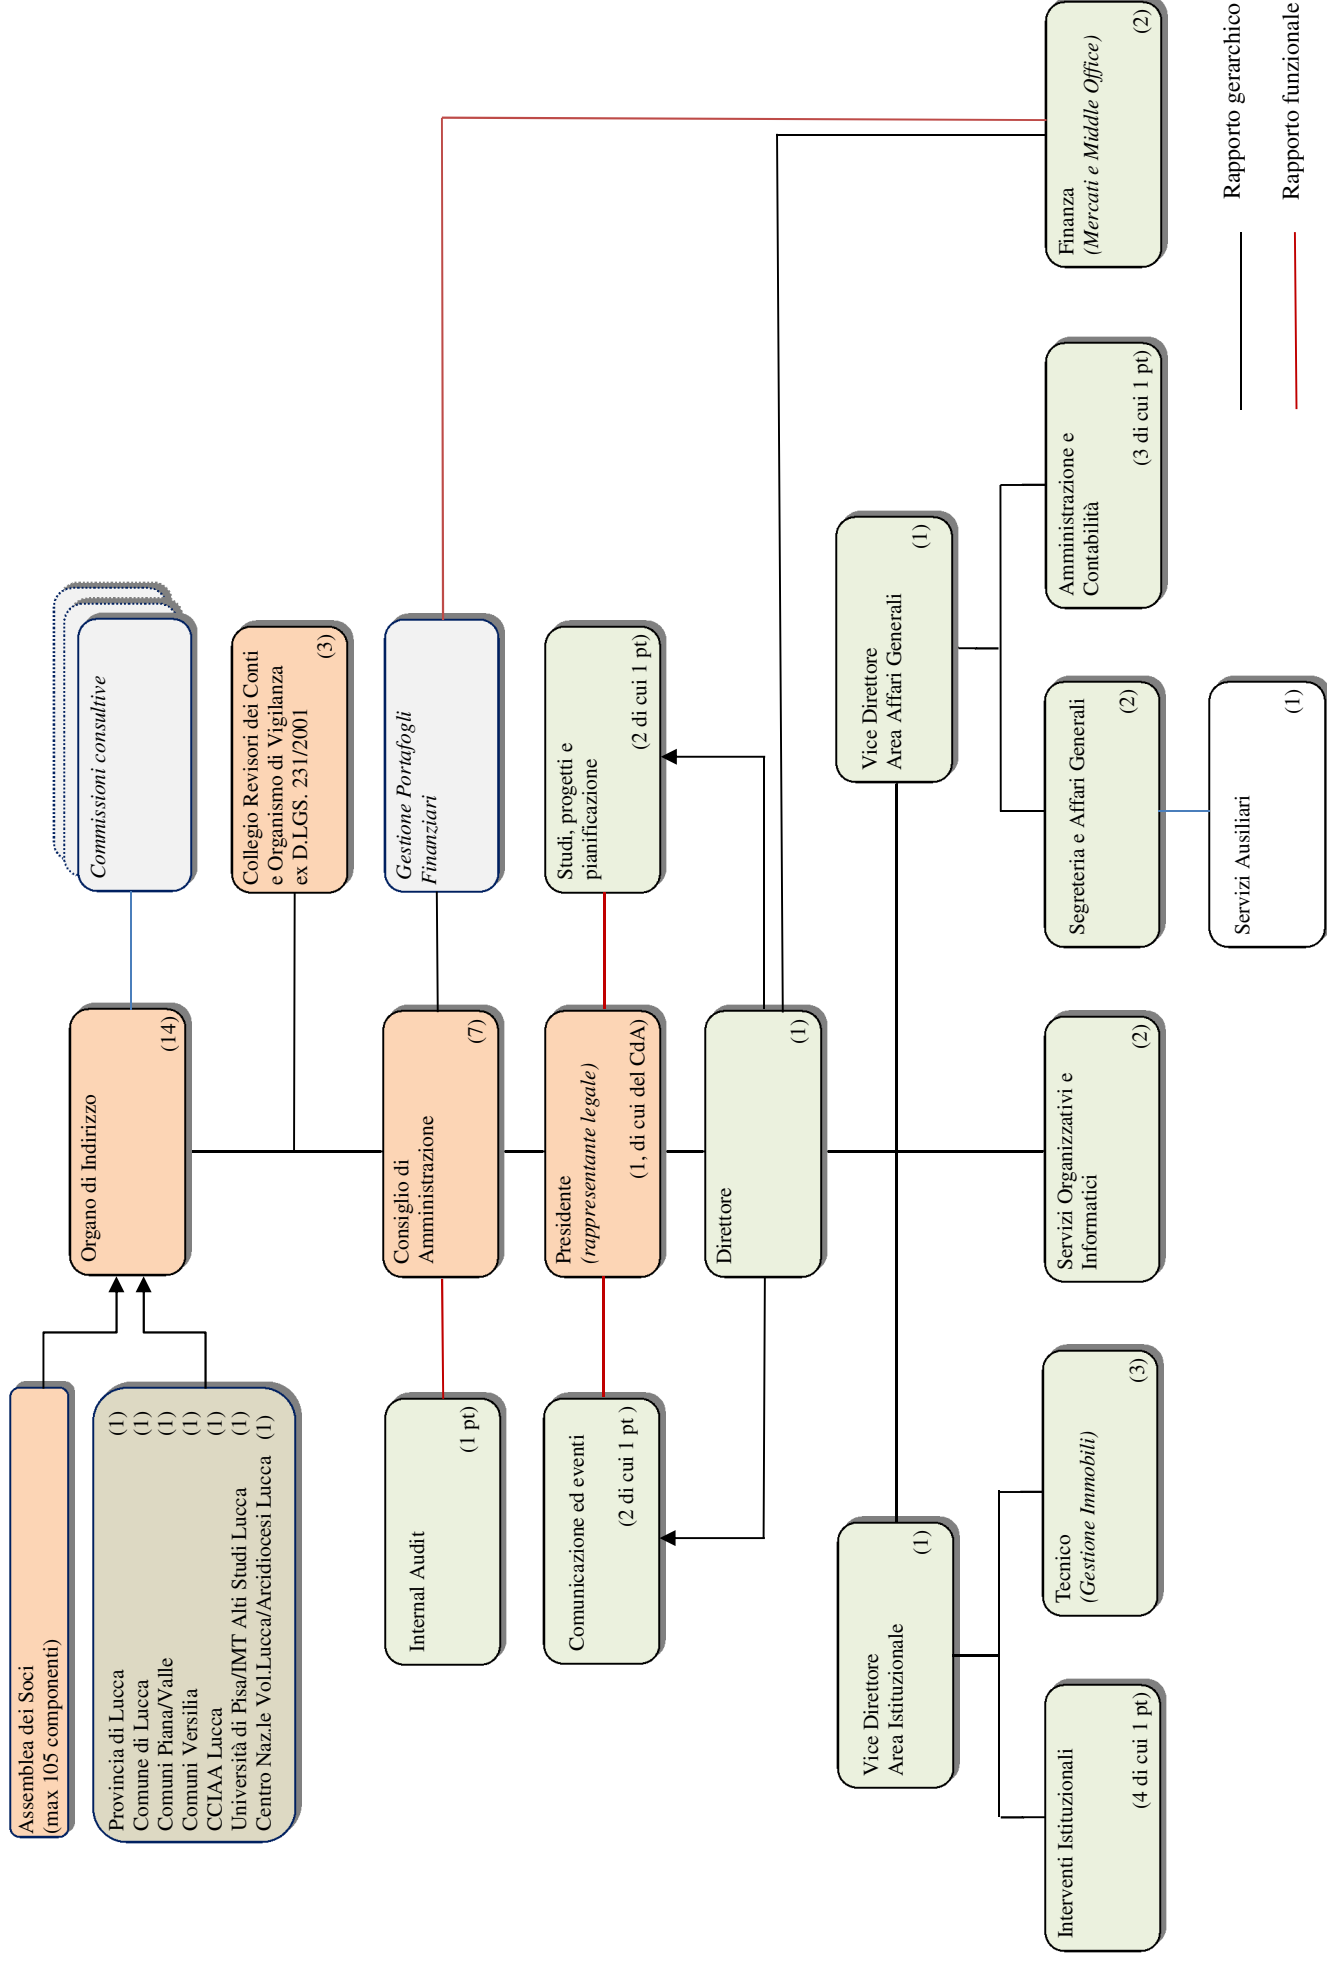 Assemblea dei Soci
(max 105 componenti)
Provincia di Lucca (1)
Comune di Lucca (1)
Comuni Piana/Valle (1)
Comuni Versilia (1)
CCIAA Lucca (1)
Università di Pisa/IMT Alti Studi Lucca (1)
Centro Naz.le Vol.Lucca/Arcidiocesi Lucca (1)
Organo di Indirizzo
(14)
Commissioni consultive
Collegio Revisori dei Conti
e Organismo di Vigilanza
ex D.LGS. 231/2001
(3)
Internal Audit
(1 pt)
Consiglio di
Amministrazione
(7)
Gestione Portafogli
Finanziari
Comunicazione ed eventi
(2 di cui 1 pt )
Presidente
(rappresentante legale)
(1, di cui del CdA)
Studi, progetti e
pianificazione
(2 di cui 1 pt)
Direttore
(1)
Vice Direttore
Area Istituzionale
(1)
Vice Direttore
Area Affari Generali
(1)
Interventi Istituzionali
(4 di cui 1 pt)
Tecnico
(Gestione Immobili)
(3)
Servizi Organizzativi e
Informatici
(2)
Segreteria e Affari Generali
(2)
Amministrazione e
Contabilità
(3 di cui 1 pt)
Finanza
(Mercati e Middle Office)
(2)
Servizi Ausiliari
(1)
Rapporto gerarchico
Rapporto funzionale